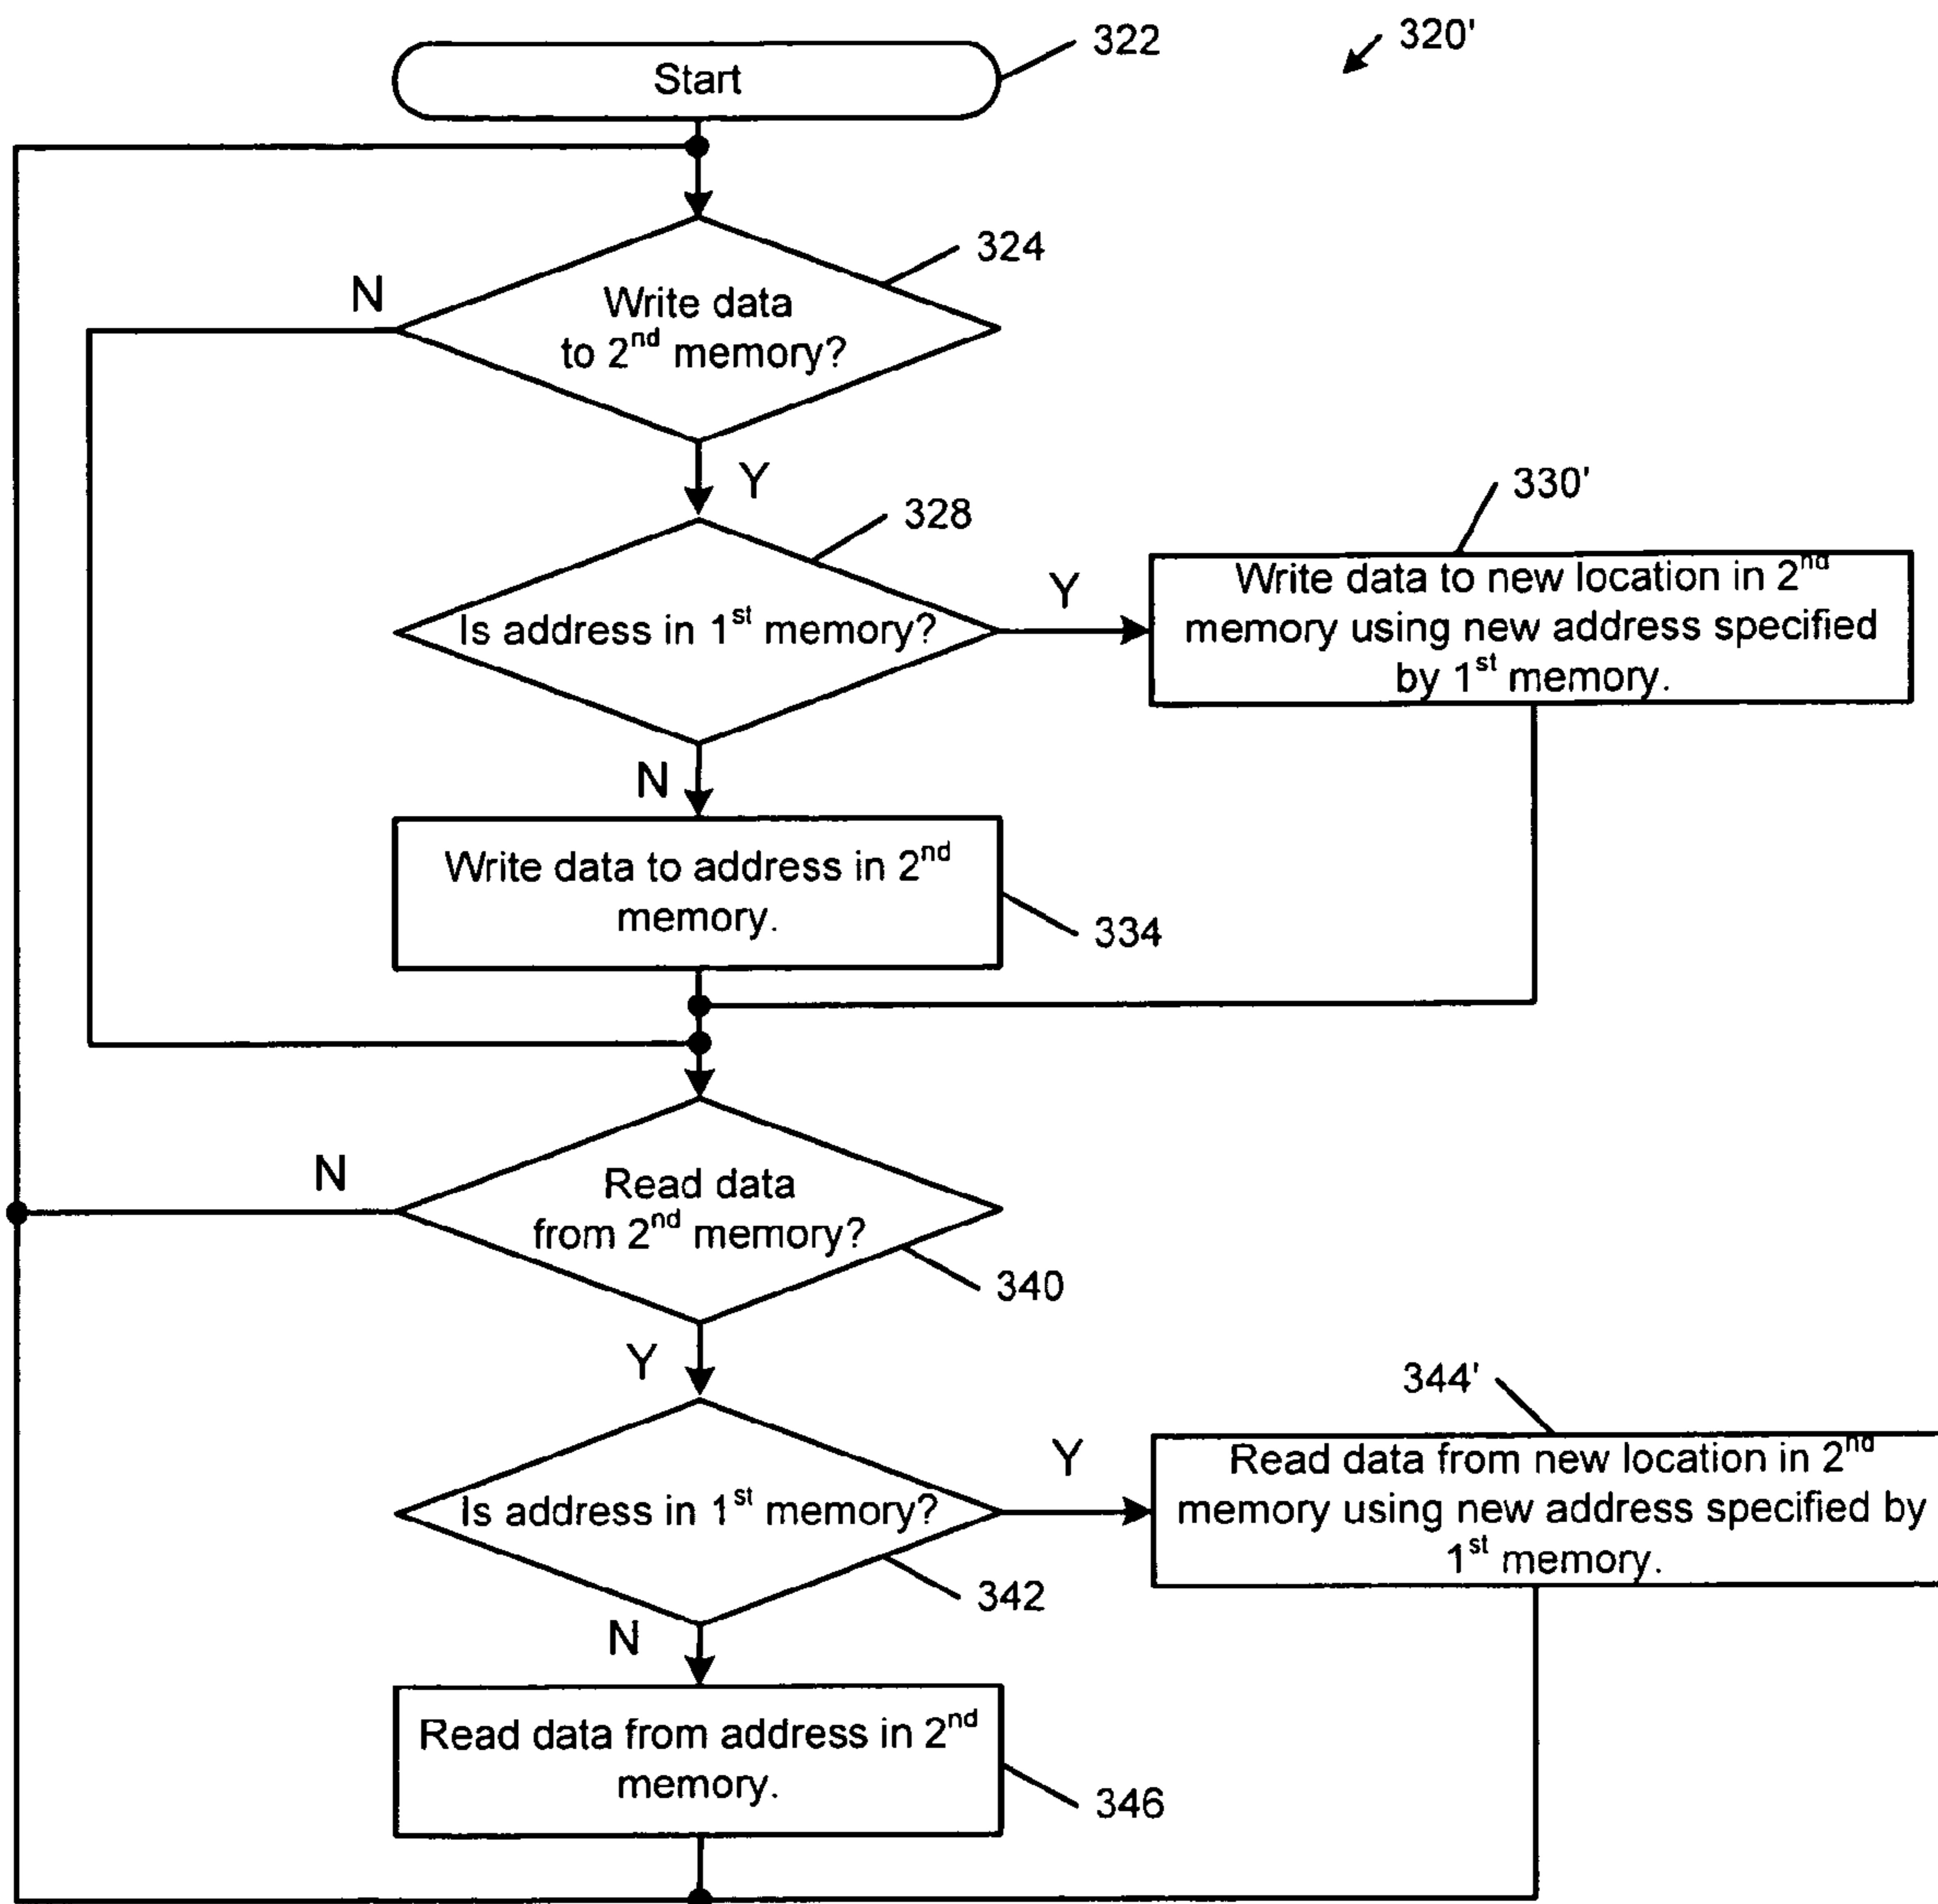 320'
322
Start
324
N
Write data
to 2nd memory?
Y
328
330'
Is address in 1st memory?
Y
Write data to new location in 2nd
memory using new address specified
by 1st memory.
N
Write data to address in 2nd
memory.
334
N
Read data
from 2nd memory?
340
Y
344'
Is address in 1st memory?
Y
Read data from new location in 2nd
memory using new address specified by
1st memory.
342
N
Read data from address in 2nd
memory.
346